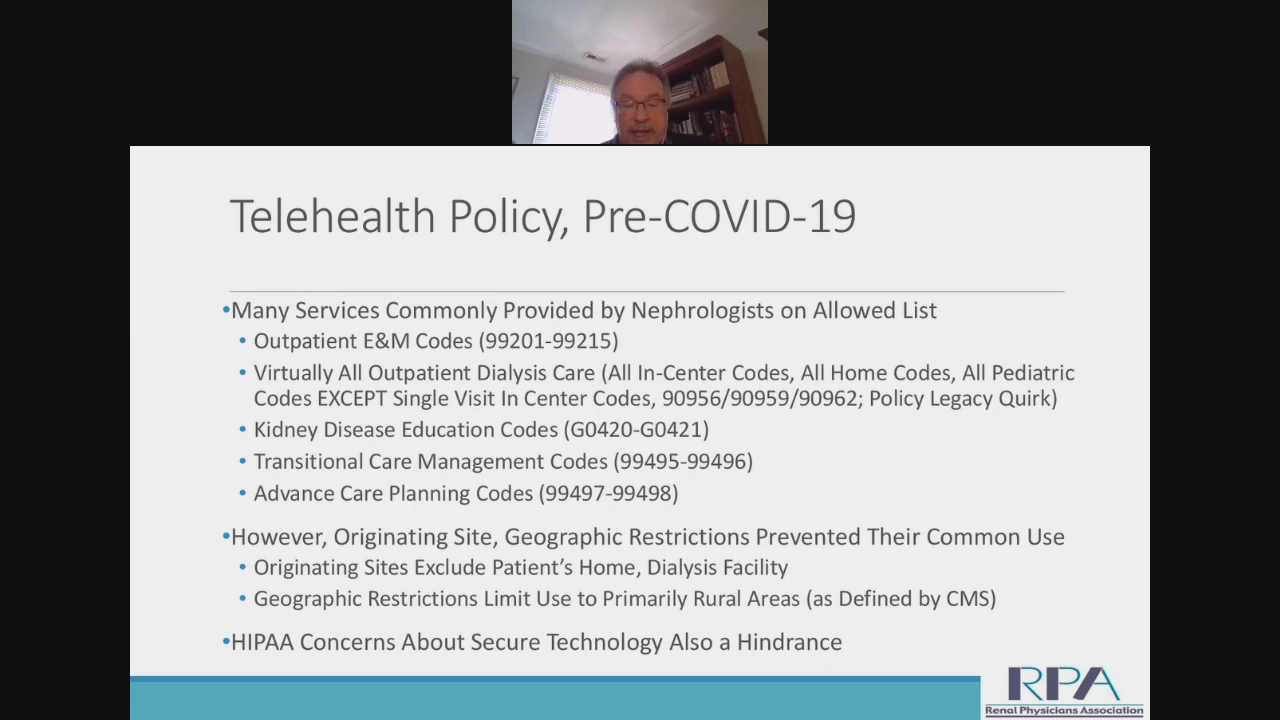 Telehealth Policy, Pre-COVID-19
•Many Services Commonly Provided by Nephrologists on Allowed List
• Outpatient E&M Codes (99201-99215)
• Virtually All Outpatient Dialysis Care (All In-Center Codes, All Home Codes, All Pediatric
Codes EXCEPT Single Visit In Center Codes, 90956/90959/90962; Policy Legacy Quirk)
• Kidney Disease Education Codes (G0420-G0421)
• Transitional Care Management Codes (99495-99496)
• Advance Care Planning Codes (99497-99498)
•However, Originating Site, Geographic Restrictions Prevented Their Common Use
• Originating Sites Exclude Patient’s Home, Dialysis Facility
• Geographic Restrictions Limit Use to Primarily Rural Areas (as Defined by CMS)
•HIPAA Concerns About Secure Technology Also a Hindrance
RPA
Renal Physicians Association